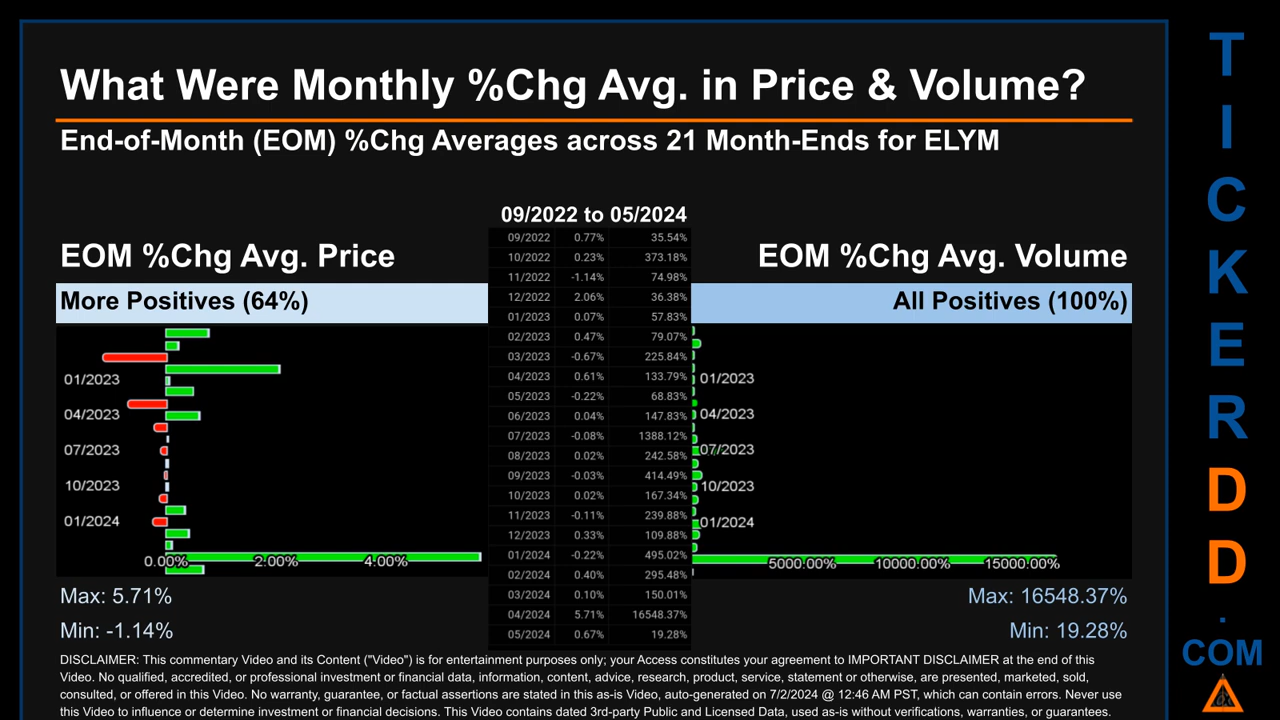 What Were Monthly %Chg Avg. in Price & Volume?
End-of-Month (EOM) %Chg Averages across 21 Month-Ends for ELYM
09/2022 to 05/2024
EOM %Chg Avg. Price
More Positives (64%)
01/2023
04/2023
07/2023
10/2023
01/2024
0.00% 2.00% 4.00%
Max: 5.71%
Min: -1.14%
09/2022 0.77% 35.54%
10/2022 0.23% 373.18%
11/2022 -1.14% 74.98%
12/2022 2.06% 36.38%
01/2023 0.07% 57.83%
02/2023 0.47% 79.07%
03/2023 -0.67% 225.84%
04/2023 0.61% 133.79%
05/2023 -0.22% 68.83%
06/2023 0.04% 147.83%
07/2023 -0.08% 1388.12%
08/2023 0.02% 242.58%
09/2023 -0.03% 414.49%
10/2023 0.02% 167.34%
11/2023 -0.11% 239.88%
12/2023 0.33% 109.88%
01/2024 -0.22% 495.02%
02/2024 0.40% 295.48%
03/2024 0.10% 150.01%
04/2024 5.71% 16548.37%
05/2024 0.67% 19.28%
EOM %Chg Avg. Volume
All Positives (100%)
01/2023
04/2023
07/2023
10/2023
01/2024
5000.00% 10000.00% 15000.00%
Max: 16548.37%
Min: 19.28%
DISCLAIMER: This commentary Video and its Content ("Video") is for entertainment purposes only; your Access constitutes your agreement to IMPORTANT DISCLAIMER at the end of this
Video. No qualified, accredited, or professional investment or financial data, information, content, advice, research, product, service, statement or otherwise, are presented, marketed, sold,
consulted, or offered in this Video. No warranty, guarantee, or factual assertions are stated in this as-is Video, auto-generated on 7/2/2024 @ 12:46 AM PST, which can contain errors. Never use
this Video to influence or determine investment or financial decisions. This Video contains dated 3rd-party Public and Licensed Data, used as-is without verifications, warranties, or guarantees.
T
I
C
K
E
R
D
D
.
COM